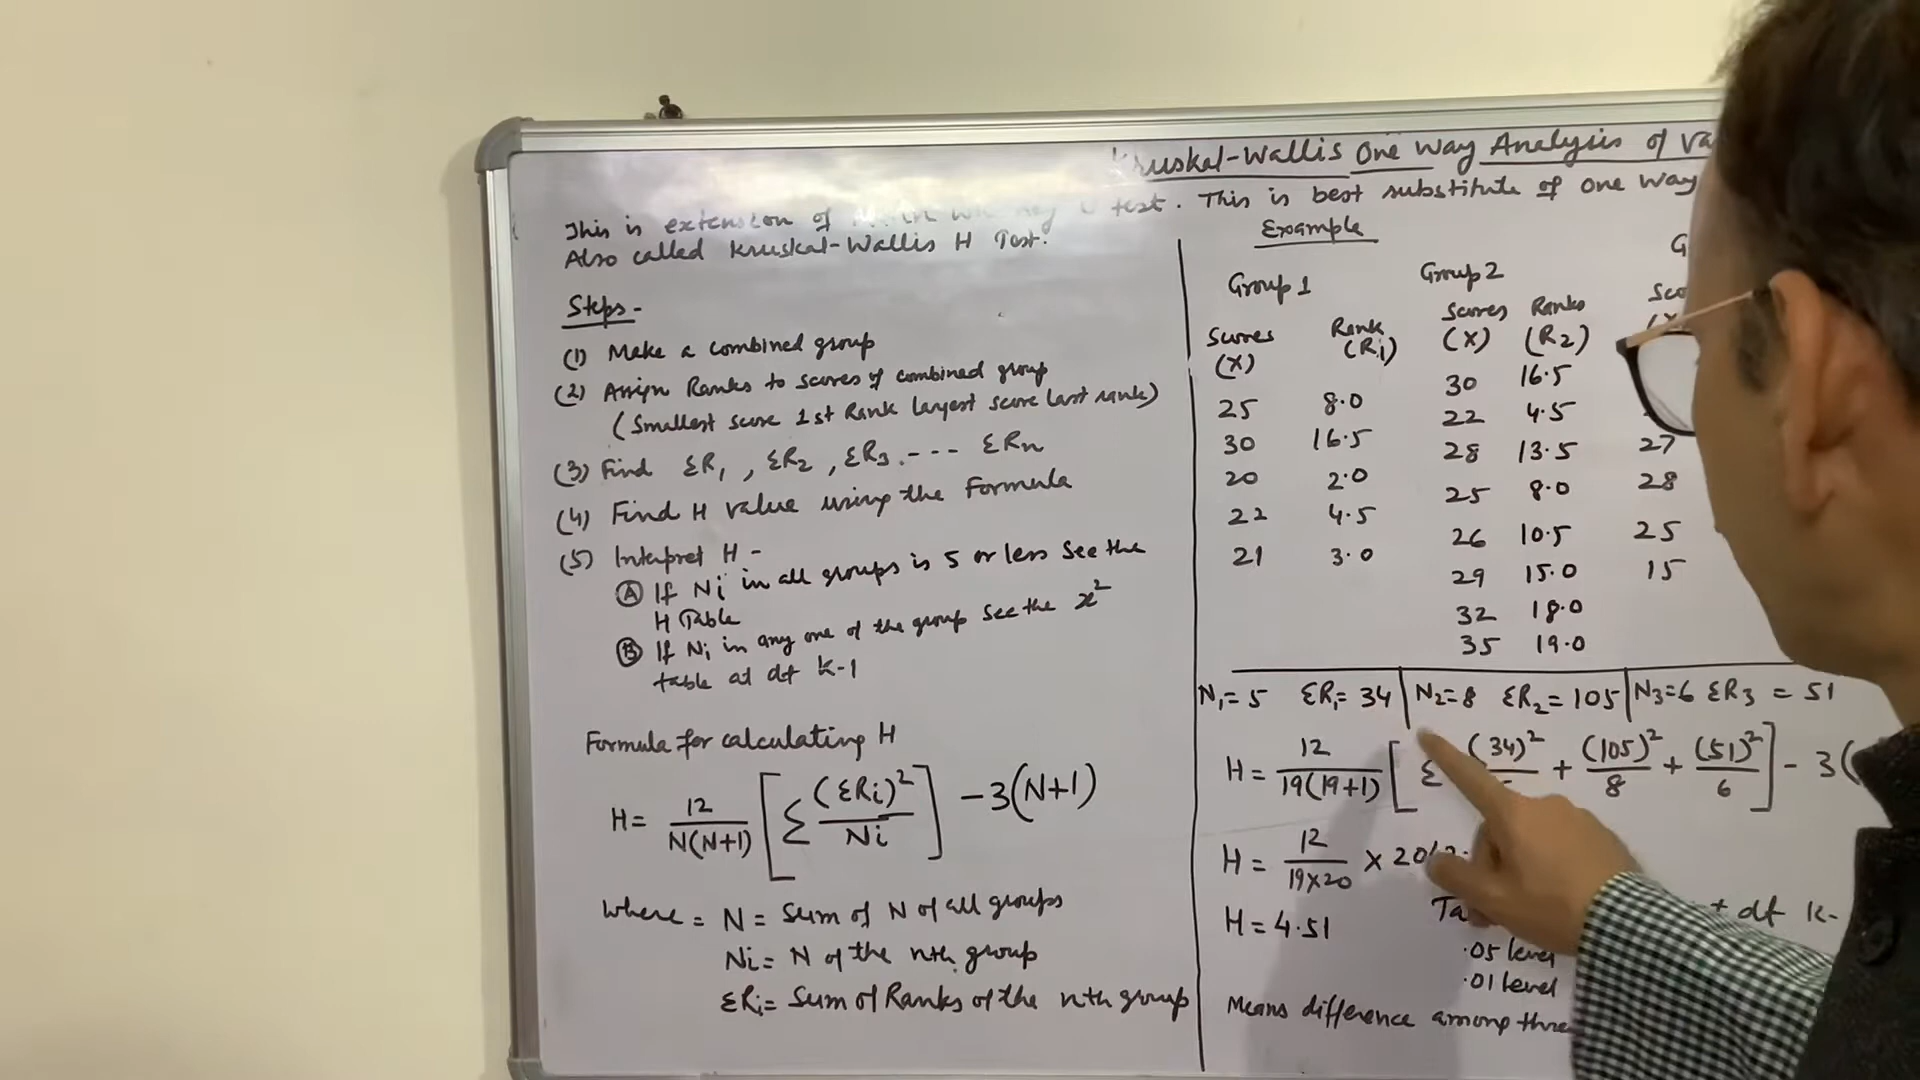 Kruskal-Wallis One Way Analysis of Va
This is extension of U test. This is best substitute of one way
Also called Kruskal-Wallis H Test.
Steps-
(1) Make a combined group
(2) Assign Ranks to scores of combined group
(Smallest score 1st Rank largest score last rank)
(3) Find ΣR1, ΣR2, ΣR3.--- ΣRn
(4) Find H value using the Formula
(5) Interpret H-
(A) If Ni in all groups is 5 or less see the
H Table
(B) If Ni in any one of the group see the x²
table at df k-1
Formula for calculating H
H = 12/N(N+1) [Σ (ΣRi)²/Ni] - 3(N+1)
where = N = Sum of N of all groups
Ni = N of the nth group
ΣRi = Sum of Ranks of the nth group
Example
Group 1
Scores (X) Rank (Ri)
25 8.0
30 16.5
20 2.0
22 4.5
21 3.0
Group 2
Scores (X) Ranks (R2)
30 16.5
22 4.5
28 13.5
25 8.0
26 10.5
29 15.0
32 18.0
35 19.0
G
Sco
27
28
25
15
N1=5 ΣR1=34 N2=8 ΣR2=105 N3=6 ΣR3=51
H = 12/19(19+1) [Σ (34)² + (105)²/8 + (51)²/6] - 3(
H = 12/19x20 x 20
H = 4.51
Ta df K-
.05 level
.01 level
Means difference among thre